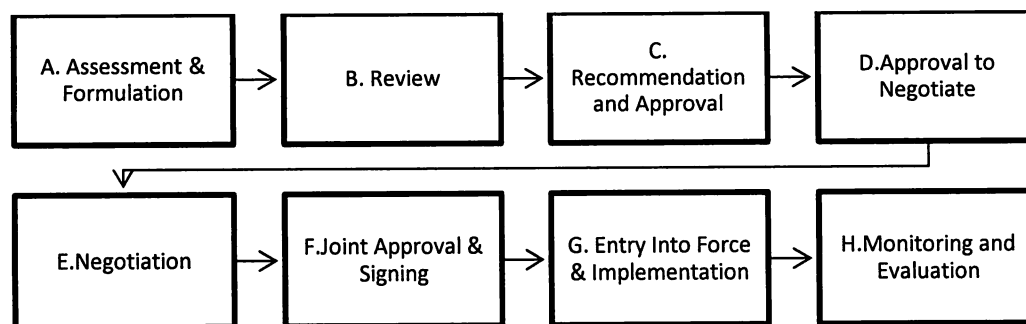 A. Assessment &
Formulation
B. Review
C.
Recommendation
and Approval
D.Approval to
Negotiate
E.Negotiation
F.Joint Approval &
Signing
G. Entry Into Force
& Implementation
H.Monitoring and
Evaluation